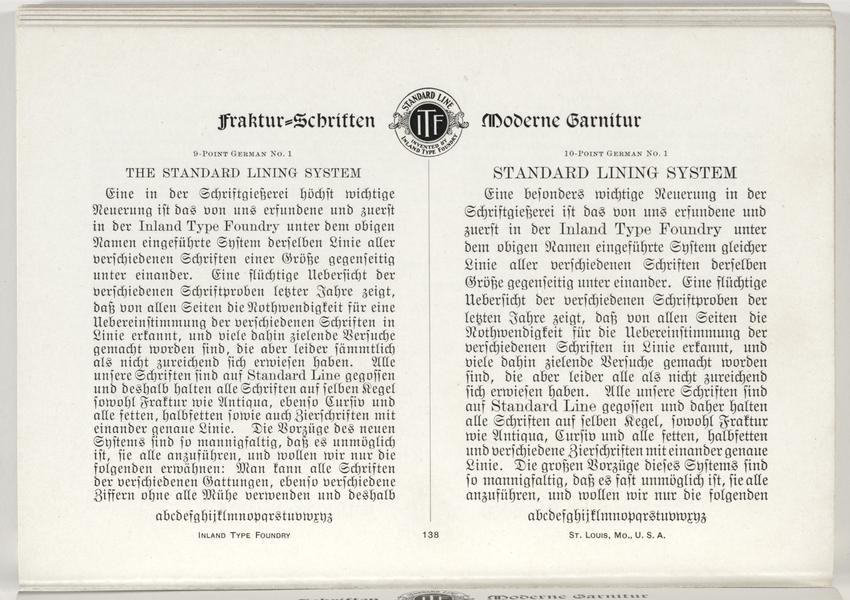 Fraktur-Schriften
STANDARD LINE
ITF
INVENTED BY
INLAND TYPE FOUNDRY
Moderne Garnitur
9-Point German No. 1
THE STANDARD LINING SYSTEM
Eine in der Schriftgießerei höchst wichtige
Neuerung ist das von uns erfundene und zuerst
in der Inland Type Foundry unter dem obigen
Namen eingeführte System derselben Linie aller
verschiedenen Schriften einer Größe gegenseitig
unter einander. Eine flüchtige Uebersicht der
verschiedenen Schriftproben letzter Jahre zeigt,
daß von allen Seiten die Nothwendigkeit für eine
Uebereinstimmung der verschiedenen Schriften in
Linie erkannt, und viele dahin zielende Versuche
gemacht worden sind, die aber leider sämmtlich
als nicht zureichend sich erwiesen haben. Alle
unsere Schriften sind auf Standard Line gegossen
und deshalb halten alle Schriften auf selben Kegel
sowohl Fraktur wie Antiqua, ebenso Cursiv und
alle fetten, halbfetten sowie auch Zierschriften mit
einander genaue Linie. Die Vorzüge des neuen
Systems sind so mannigfaltig, daß es unmöglich
ist, sie alle anzuführen, und wollen wir nur die
folgenden erwähnen: Man kann alle Schriften
der verschiedenen Gattungen, ebenso verschiedene
Ziffern ohne alle Mühe verwenden und deshalb
abcdefghijklmnopqrstuvwxyz
10-Point German No. 1
STANDARD LINING SYSTEM
Eine besonders wichtige Neuerung in der
Schriftgießerei ist das von uns erfundene und
zuerst in der Inland Type Foundry unter
dem obigen Namen eingeführte System gleicher
Linie aller verschiedenen Schriften derselben
Größe gegenseitig unter einander. Eine flüchtige
Uebersicht der verschiedenen Schriftproben der
letzten Jahre zeigt, daß von allen Seiten die
Nothwendigkeit für die Uebereinstimmung der
verschiedenen Schriften in Linie erkannt, und
viele dahin zielende Versuche gemacht worden
sind, die aber leider alle als nicht zureichend
sich erwiesen haben. Alle unsere Schriften sind
auf Standard Line gegossen und daher halten
alle Schriften auf selben Kegel, sowohl Fraktur
wie Antiqua, Cursiv und alle fetten, halbfetten
und verschiedene Zierschriften mit einander genaue
Linie. Die großen Vorzüge dieses Systems sind
so mannigfaltig, daß es fast unmöglich ist, sie alle
anzuführen, und wollen wir nur die folgenden
abcdefghijklmnopqrstuvwxyz
Inland Type Foundry
138
St. Louis, Mo., U. S. A.
Schriften
Moderne Garnitur